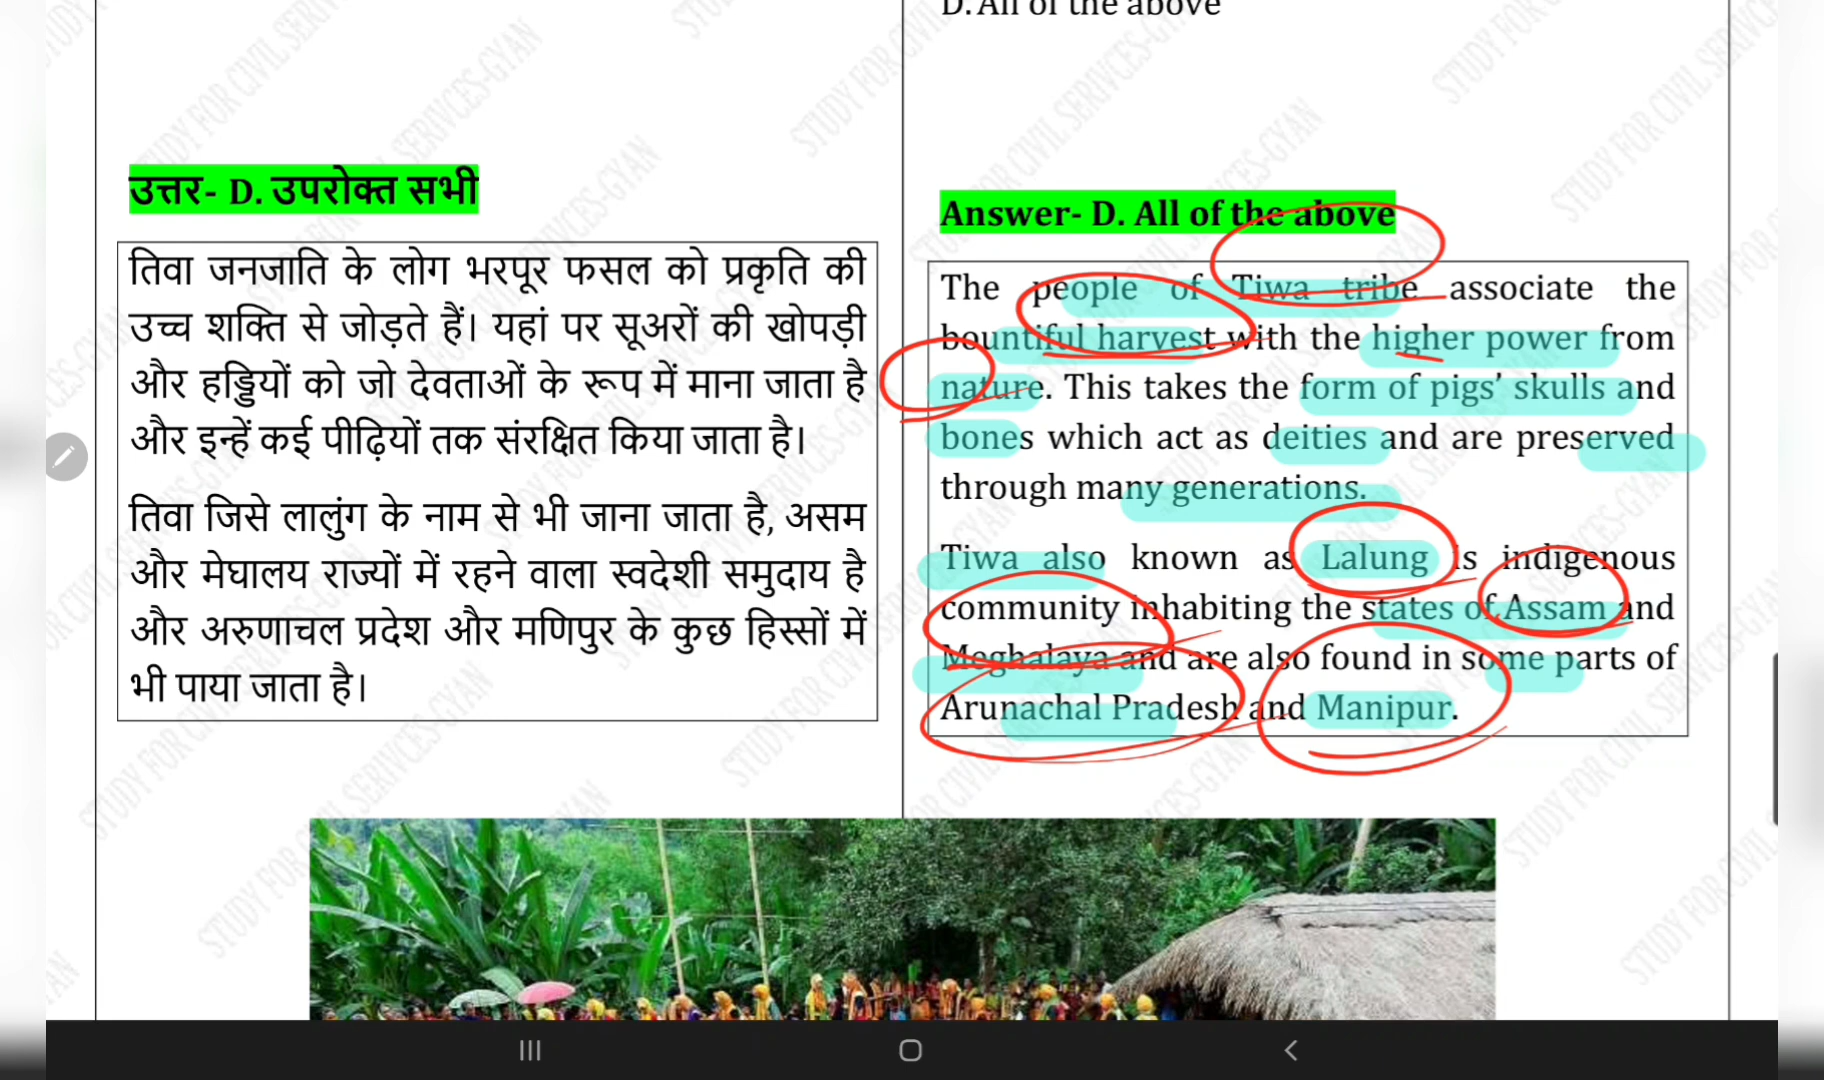 D. All of the above
उत्तर- D. उपरोक्त सभी
तिवा जनजाति के लोग भरपूर फसल को प्रकृति की
उच्च शक्ति से जोड़ते हैं। यहां पर सूअरों की खोपड़ी
और हड्डियों को जो देवताओं के रूप में माना जाता है
और इन्हें कई पीढ़ियों तक संरक्षित किया जाता है।
तिवा जिसे लालुंग के नाम से भी जाना जाता है, असम
और मेघालय राज्यों में रहने वाला स्वदेशी समुदाय है
और अरुणाचल प्रदेश और मणिपुर के कुछ हिस्सों में
भी पाया जाता है।
Answer- D. All of the above
The people of Tiwa tribe associate the
bountiful harvest with the higher power from
nature. This takes the form of pigs’ skulls and
bones which act as deities and are preserved
through many generations.
Tiwa also known as Lalung is indigenous
community inhabiting the states of Assam and
Meghalaya and are also found in some parts of
Arunachal Pradesh and Manipur.
STUDY FOR CIVIL SERIVCES-GYAN